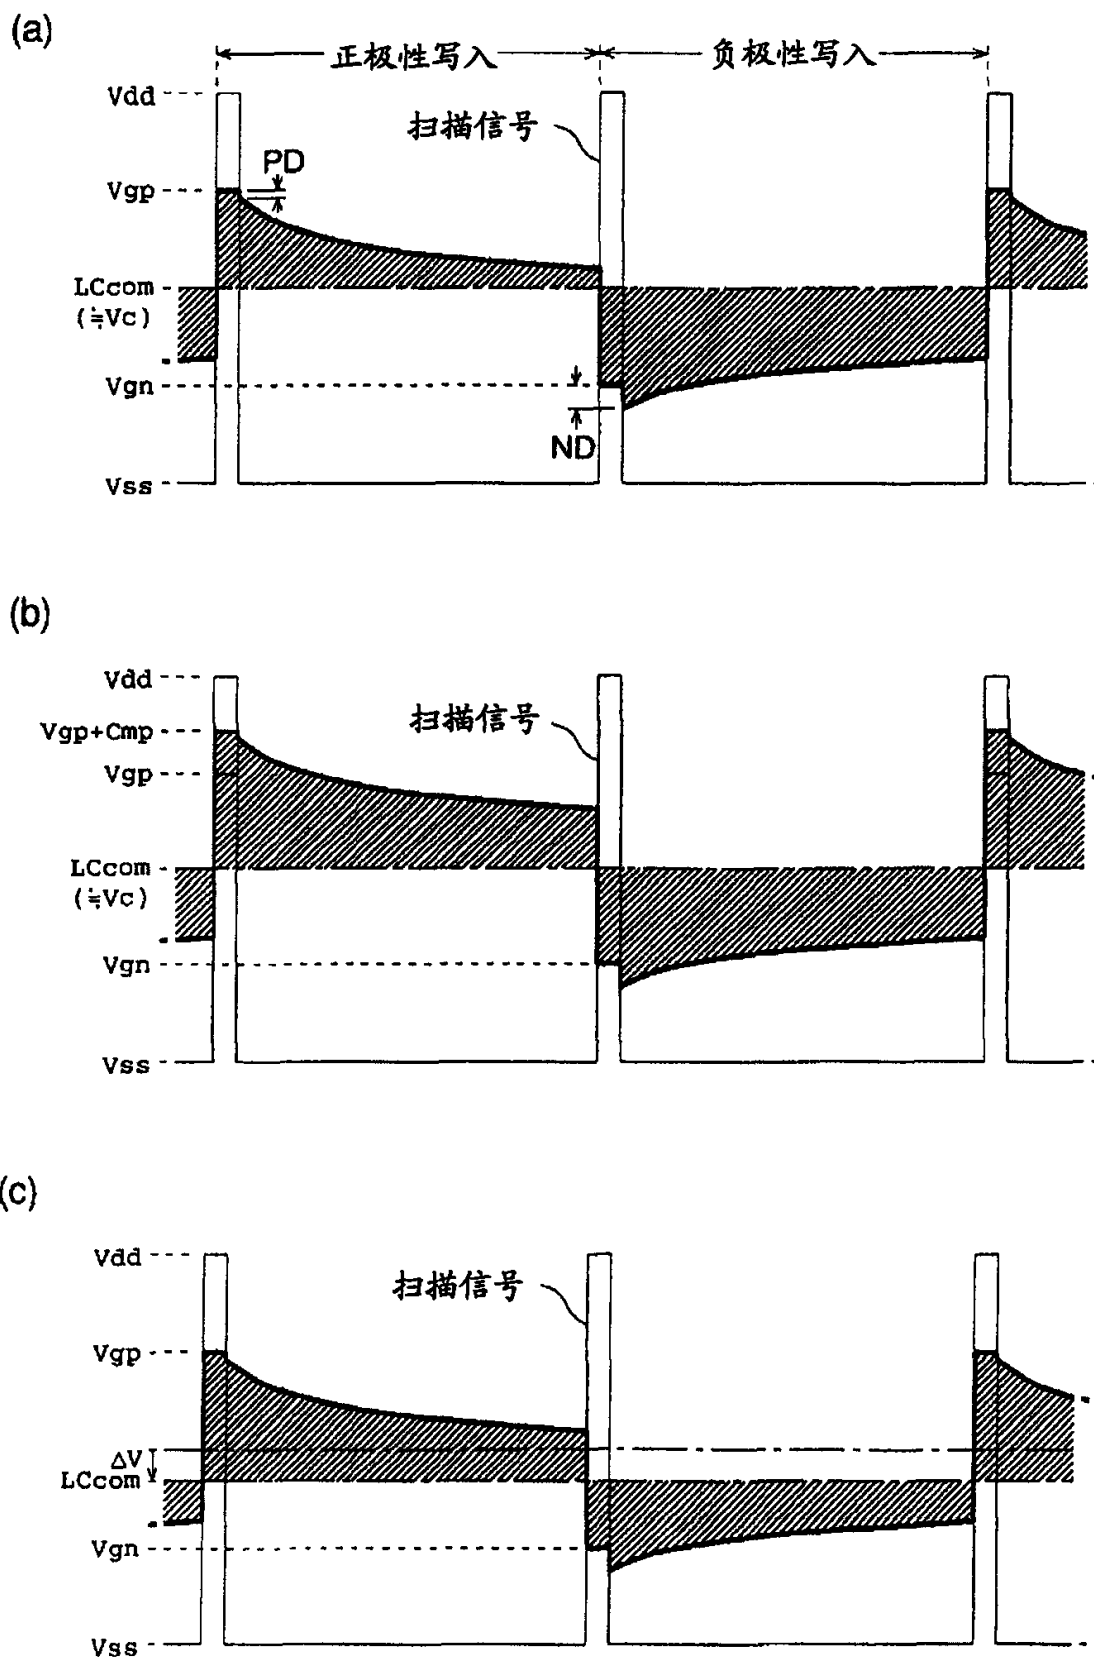 (a)
正极性写入 负极性写入
Vdd
扫描信号
PD
Vgp
LCcom
(≒Vc)
Vgn
ND
Vss
(b)
Vdd
Vgp+Cmp
扫描信号
Vgp
LCcom
(≒Vc)
Vgn
Vss
(c)
Vdd
扫描信号
Vgp
ΔV
LCcom
Vgn
Vss